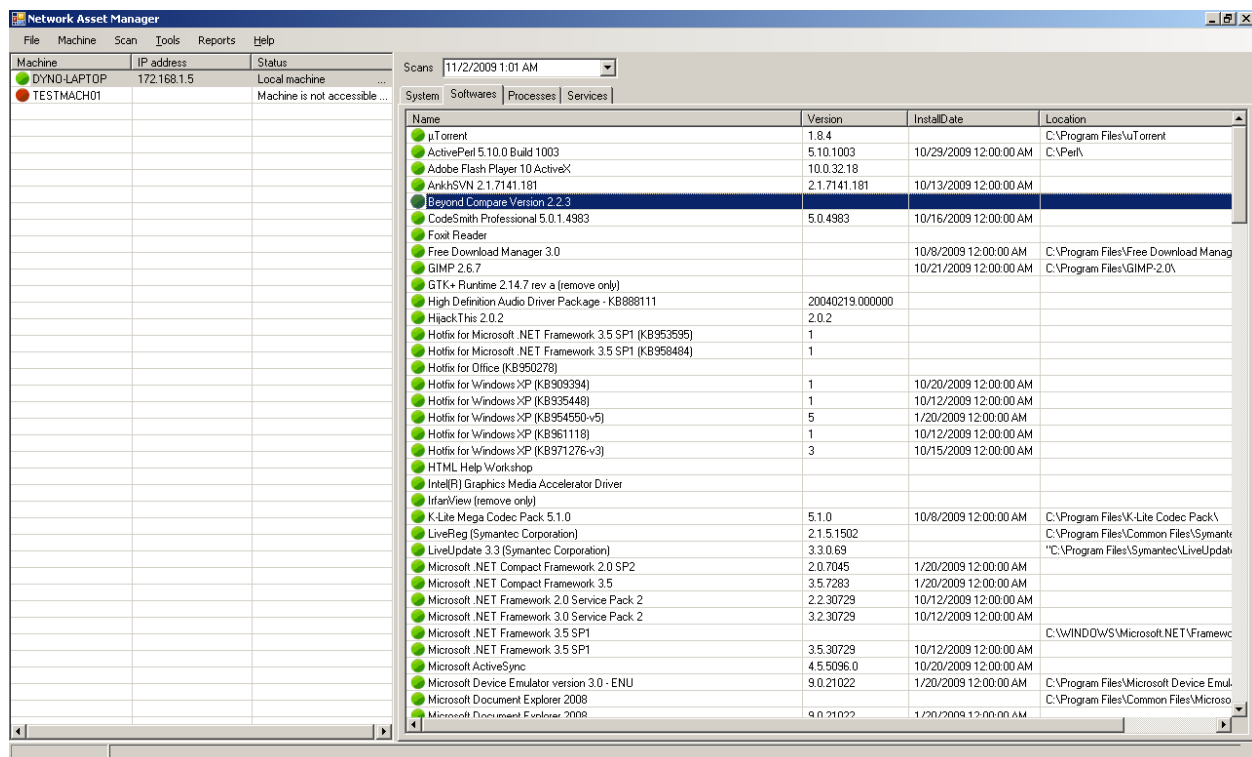 Network Asset Manager
File Machine Scan Tools Reports Help
Machine IP address Status
DYNO-LAPTOP 172.168.1.5 Local machine ...
TESTMACH01 Machine is not accessible ...
Scans 11/2/2009 1:01 AM
System Softwares Processes Services
Name Version InstallDate Location
µTorrent 1.8.4 C:\Program Files\uTorrent
ActivePerl 5.10.0 Build 1003 5.10.1003 10/29/2009 12:00:00 AM C:\Perl\
Adobe Flash Player 10 ActiveX 10.0.32.18
AnkhSVN 2.1.7141.181 2.1.7141.181 10/13/2009 12:00:00 AM
Beyond Compare Version 2.2.3
CodeSmith Professional 5.0.1.4983 5.0.4983 10/16/2009 12:00:00 AM
Foxit Reader
Free Download Manager 3.0 10/8/2009 12:00:00 AM C:\Program Files\Free Download Manag
GIMP 2.6.7 10/21/2009 12:00:00 AM C:\Program Files\GIMP-2.0\
GTK+ Runtime 2.14.7 rev a (remove only)
High Definition Audio Driver Package - KB888111 20040219.000000
HijackThis 2.0.2 2.0.2
Hotfix for Microsoft .NET Framework 3.5 SP1 (KB953595) 1
Hotfix for Microsoft .NET Framework 3.5 SP1 (KB958484) 1
Hotfix for Office (KB950278)
Hotfix for Windows XP (KB909394) 1 10/20/2009 12:00:00 AM
Hotfix for Windows XP (KB935448) 1 10/12/2009 12:00:00 AM
Hotfix for Windows XP (KB954550-v5) 5 1/20/2009 12:00:00 AM
Hotfix for Windows XP (KB961118) 1 10/12/2009 12:00:00 AM
Hotfix for Windows XP (KB971276-v3) 3 10/15/2009 12:00:00 AM
HTML Help Workshop
Intel(R) Graphics Media Accelerator Driver
IrfanView (remove only)
K-Lite Mega Codec Pack 5.1.0 5.1.0 10/8/2009 12:00:00 AM C:\Program Files\K-Lite Codec Pack\
LiveReg (Symantec Corporation) 2.1.5.1502 C:\Program Files\Common Files\Symante
LiveUpdate 3.3 (Symantec Corporation) 3.3.0.69 "C:\Program Files\Symantec\LiveUpdat
Microsoft .NET Compact Framework 2.0 SP2 2.0.7045 1/20/2009 12:00:00 AM
Microsoft .NET Compact Framework 3.5 3.5.7283 1/20/2009 12:00:00 AM
Microsoft .NET Framework 2.0 Service Pack 2 2.2.30729 10/12/2009 12:00:00 AM
Microsoft .NET Framework 3.0 Service Pack 2 3.2.30729 10/12/2009 12:00:00 AM
Microsoft .NET Framework 3.5 SP1 C:\WINDOWS\Microsoft.NET\Framewo
Microsoft .NET Framework 3.5 SP1 3.5.30729 10/12/2009 12:00:00 AM
Microsoft ActiveSync 4.5.5096.0 10/20/2009 12:00:00 AM
Microsoft Device Emulator version 3.0 - ENU 9.0.21022 1/20/2009 12:00:00 AM C:\Program Files\Microsoft Device Emul
Microsoft Document Explorer 2008 C:\Program Files\Common Files\Microso
Microsoft Document Explorer 2008 9.0.21022 1/20/2009 12:00:00 AM